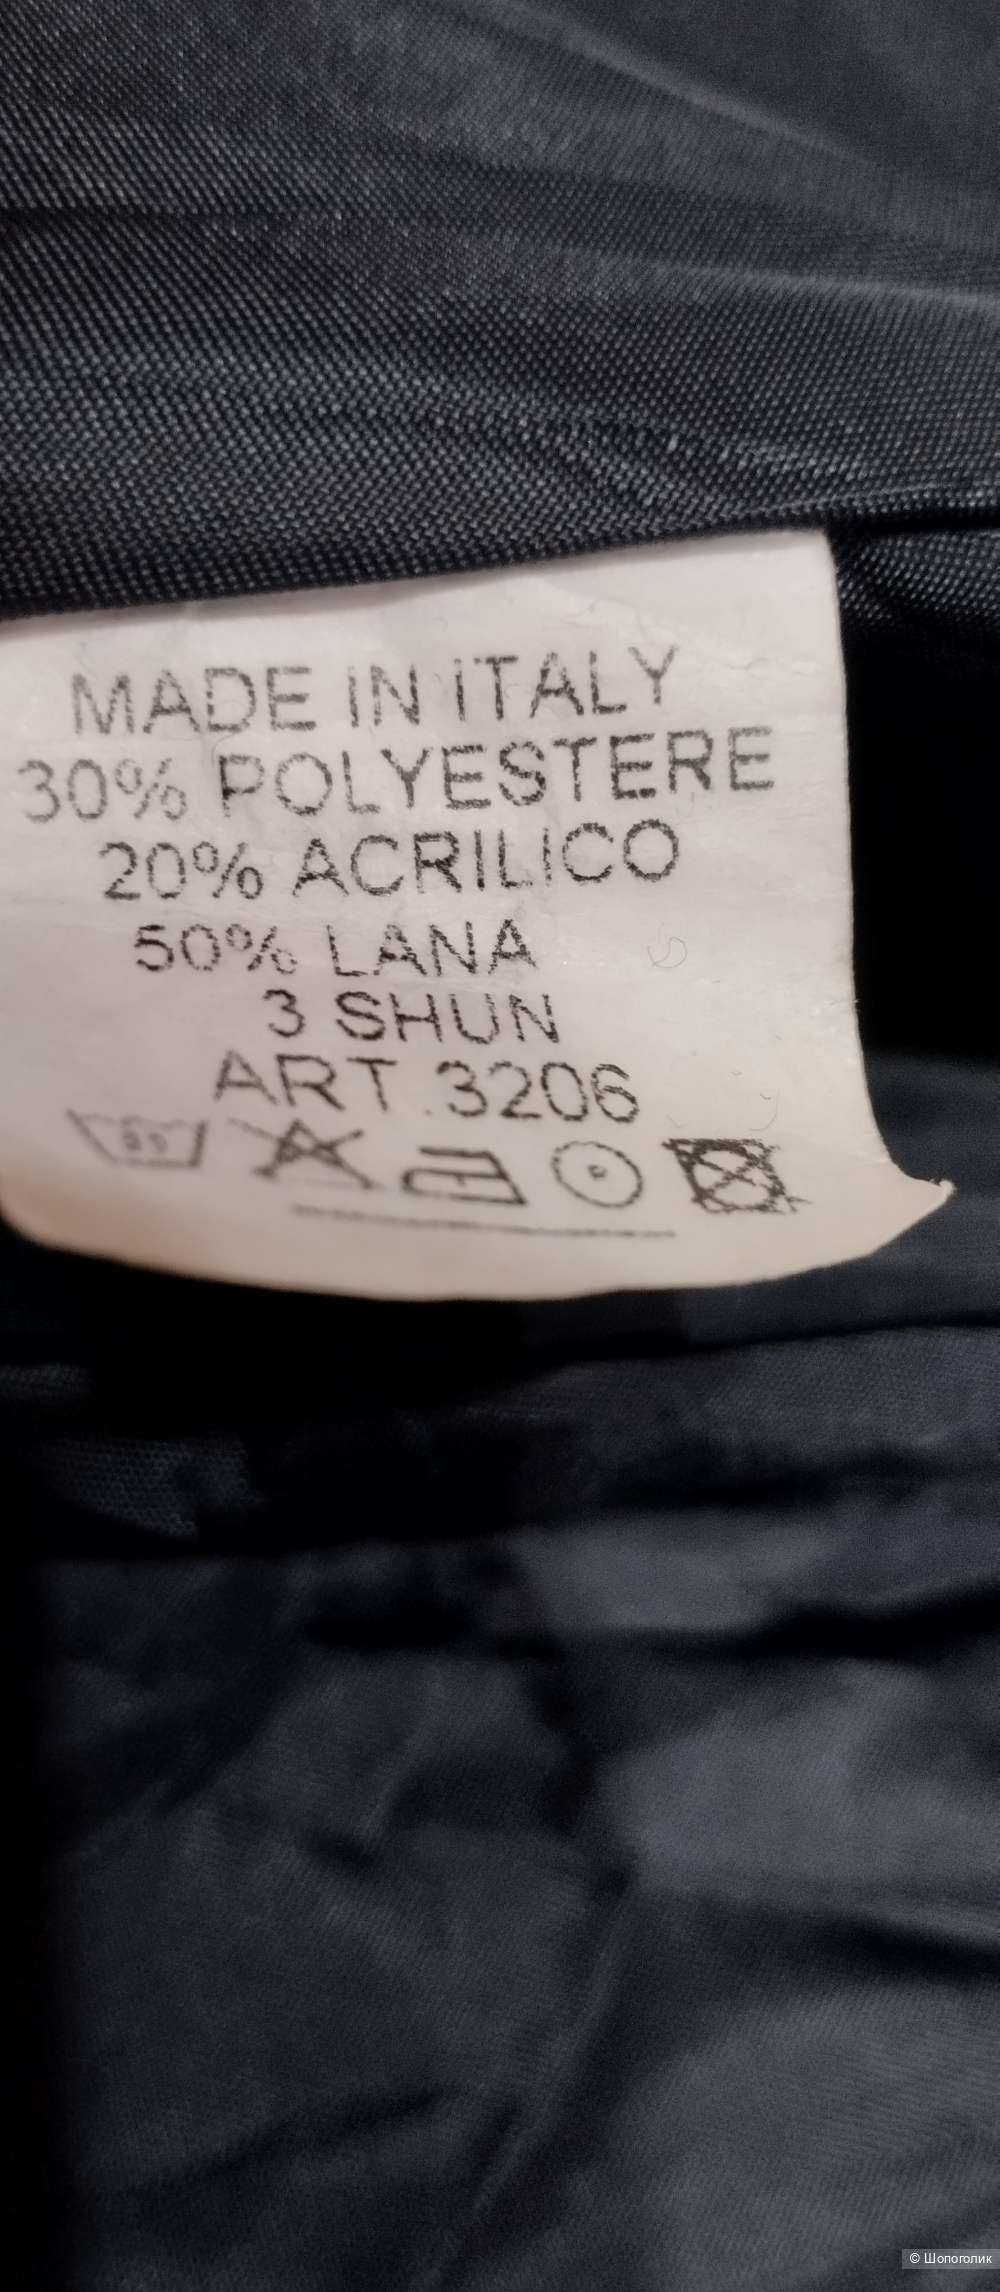 MADE IN ITALY
30% POLYESTERE
20% ACRILICO
50% LANA
3 SHUN
ART.3206
© Шопоголик